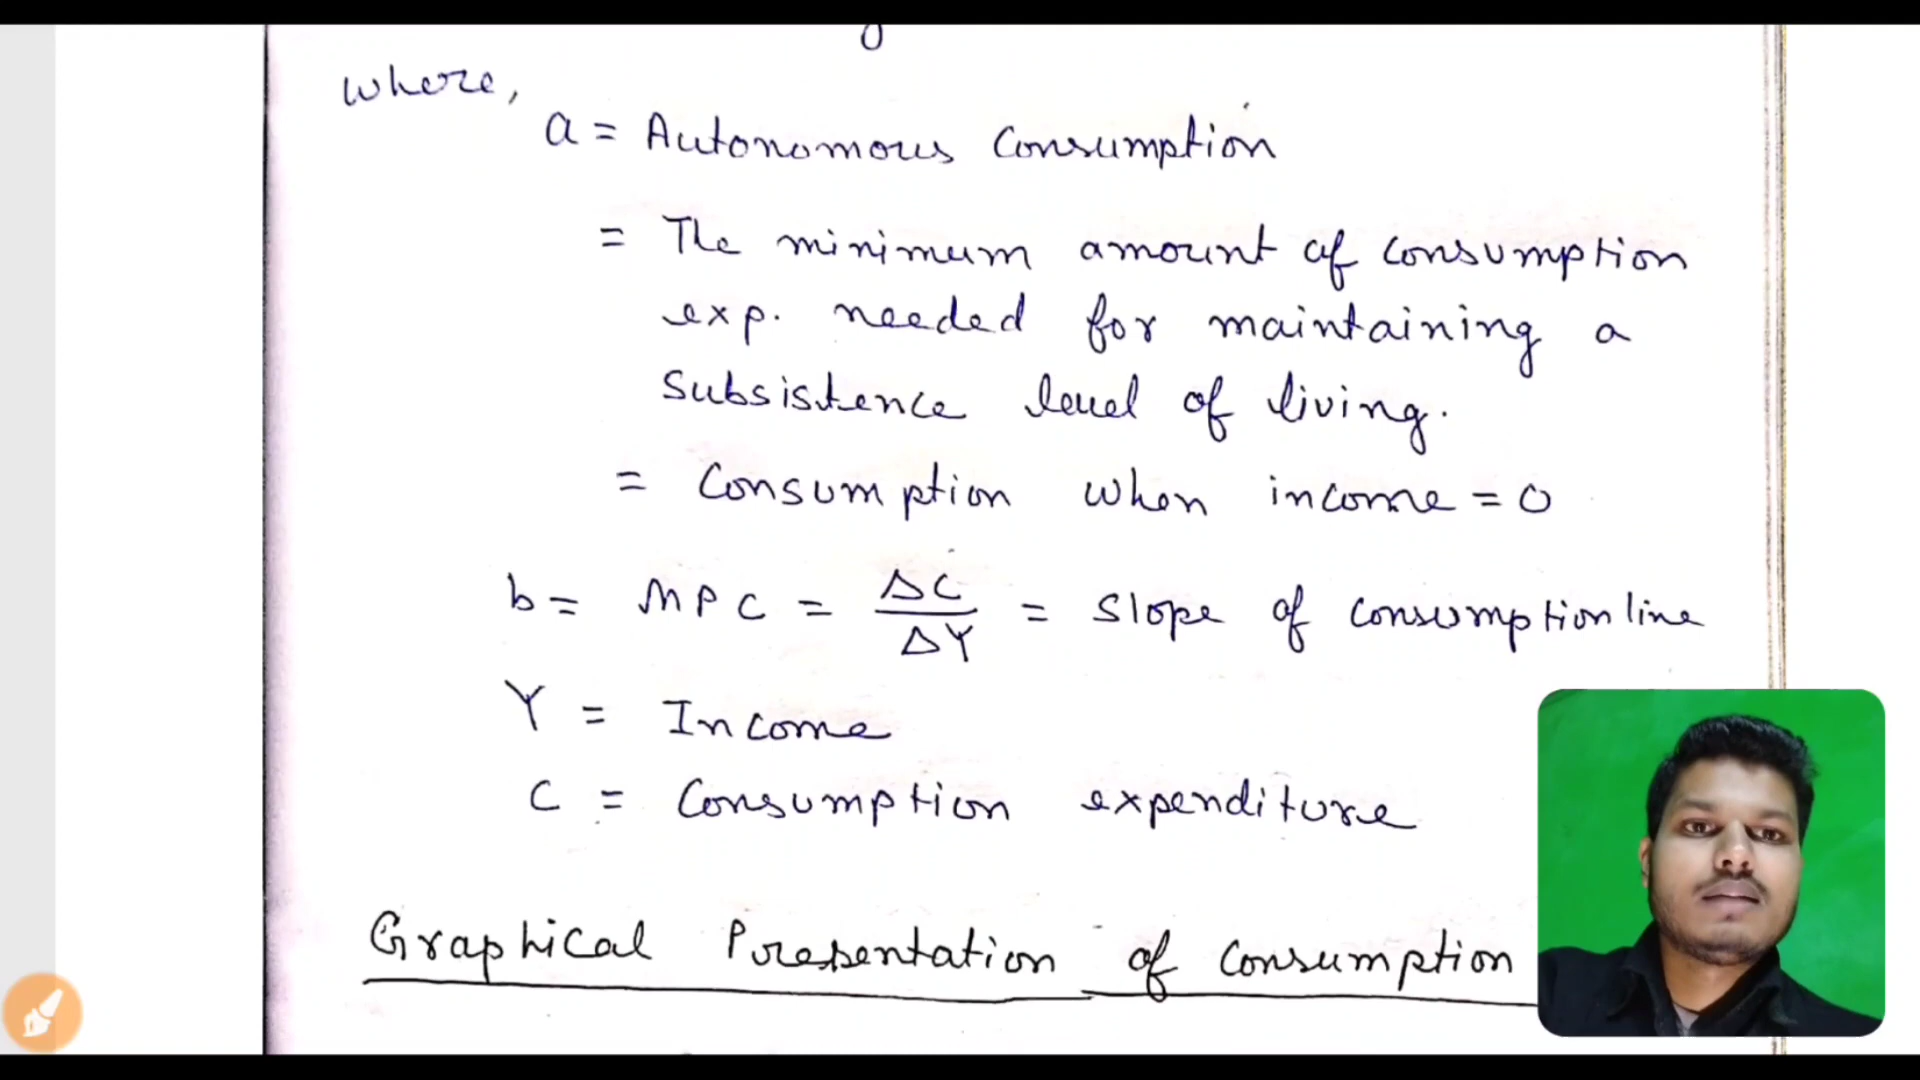 where,
a = Autonomous Consumption
= The minimum amount of consumption
exp. needed for maintaining a
Subsistence level of living.
= Consumption when income = 0
b = MPC = ΔC/ΔY = Slope of consumption line
Y = Income
C = Consumption expenditure
Graphical Presentation of Consumption